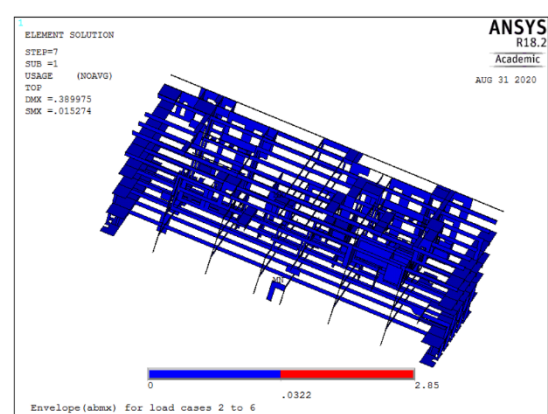 1
ELEMENT SOLUTION
STEP=7
SUB =1
USAGE (NOAVG)
TOP
DMX =.389975
SMX =.015274
ANSYS
R18.2
Academic
AUG 31 2020
0
.0322
2.85
Envelope(abmx) for load cases 2 to 6